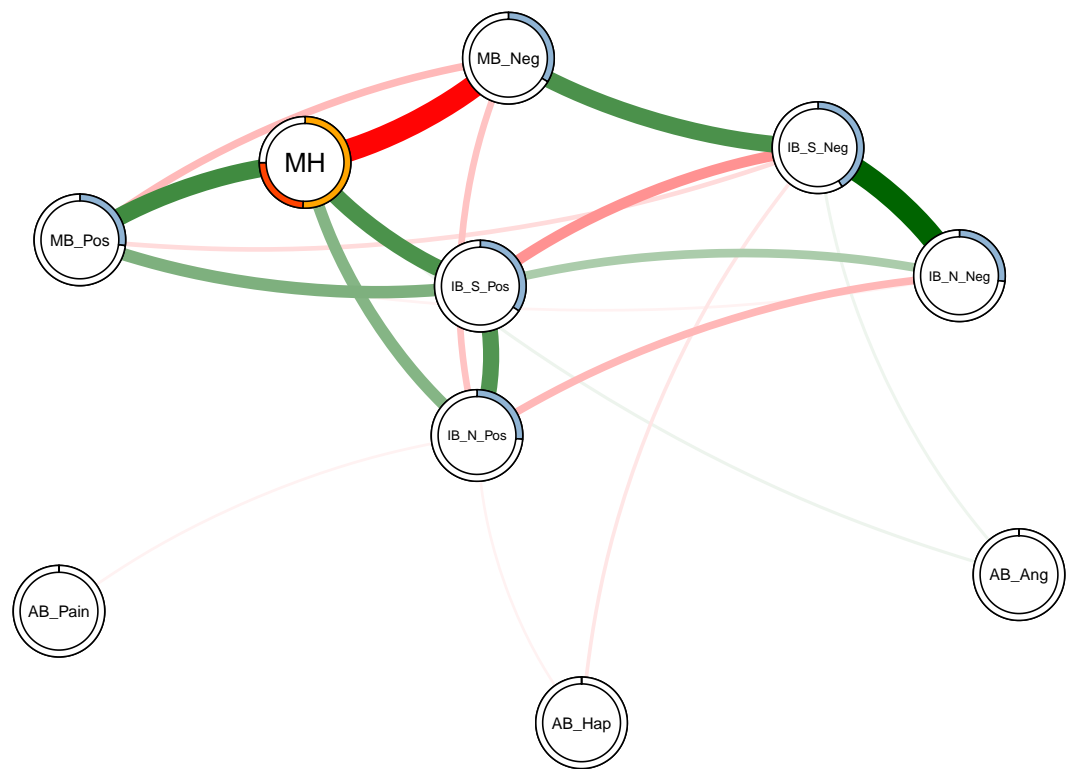 MB_Neg
IB_S_Neg
MH
MB_Pos
IB_S_Pos
IB_N_Neg
IB_N_Pos
AB_Ang
AB_Pain
AB_Hap